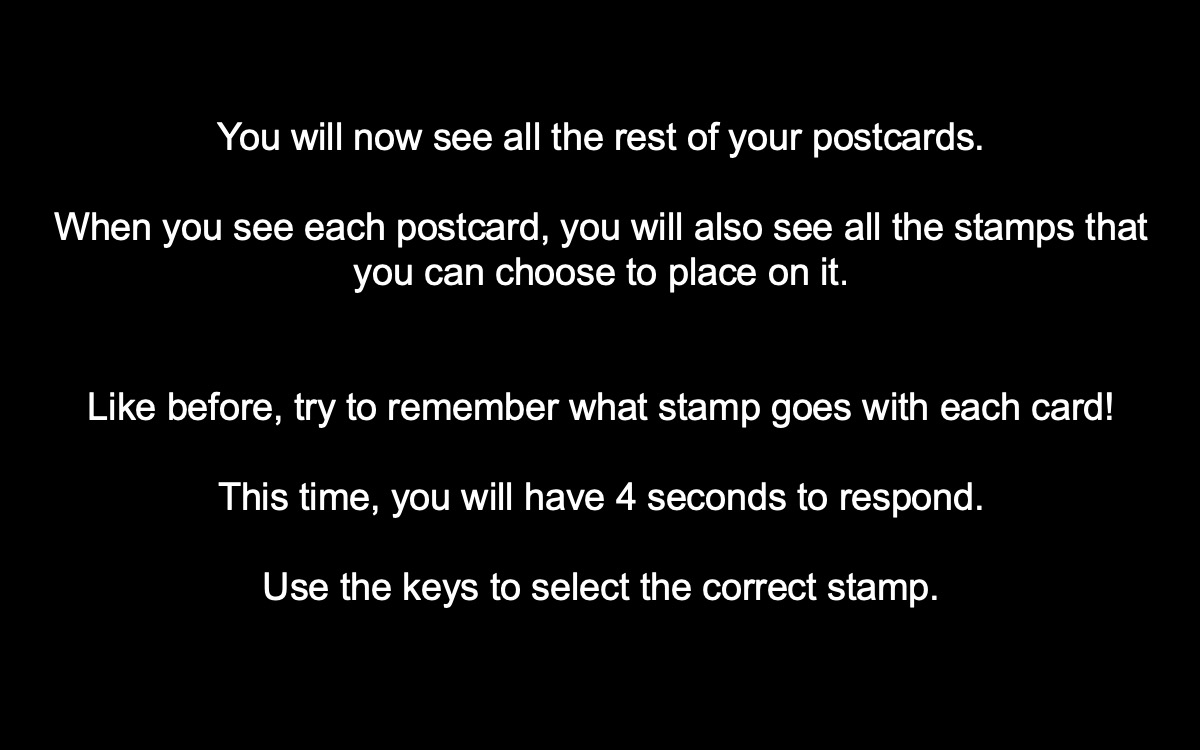 You will now see all the rest of your postcards.
When you see each postcard, you will also see all the stamps that
you can choose to place on it.
Like before, try to remember what stamp goes with each card!
This time, you will have 4 seconds to respond.
Use the keys to select the correct stamp.